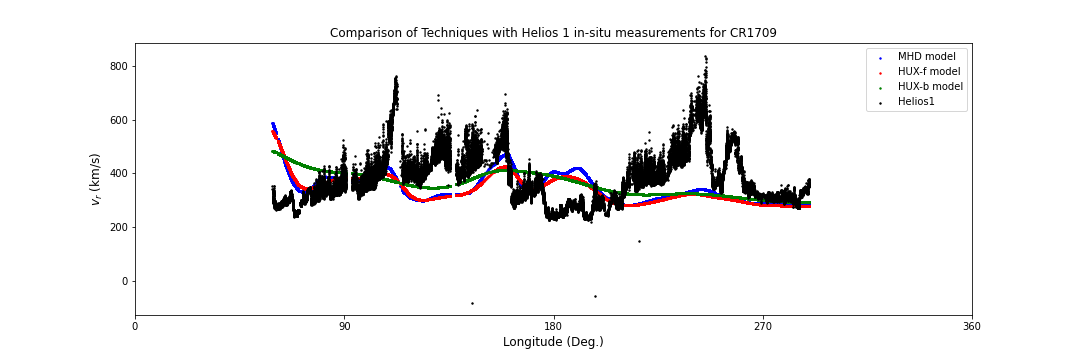 Comparison of Techniques with Helios 1 in-situ measurements for CR1709
MHD model
HUX-f model
HUX-b model
Helios1
800
600
400
200
0
v_r (km/s)
0 90 180 270 360
Longitude (Deg.)